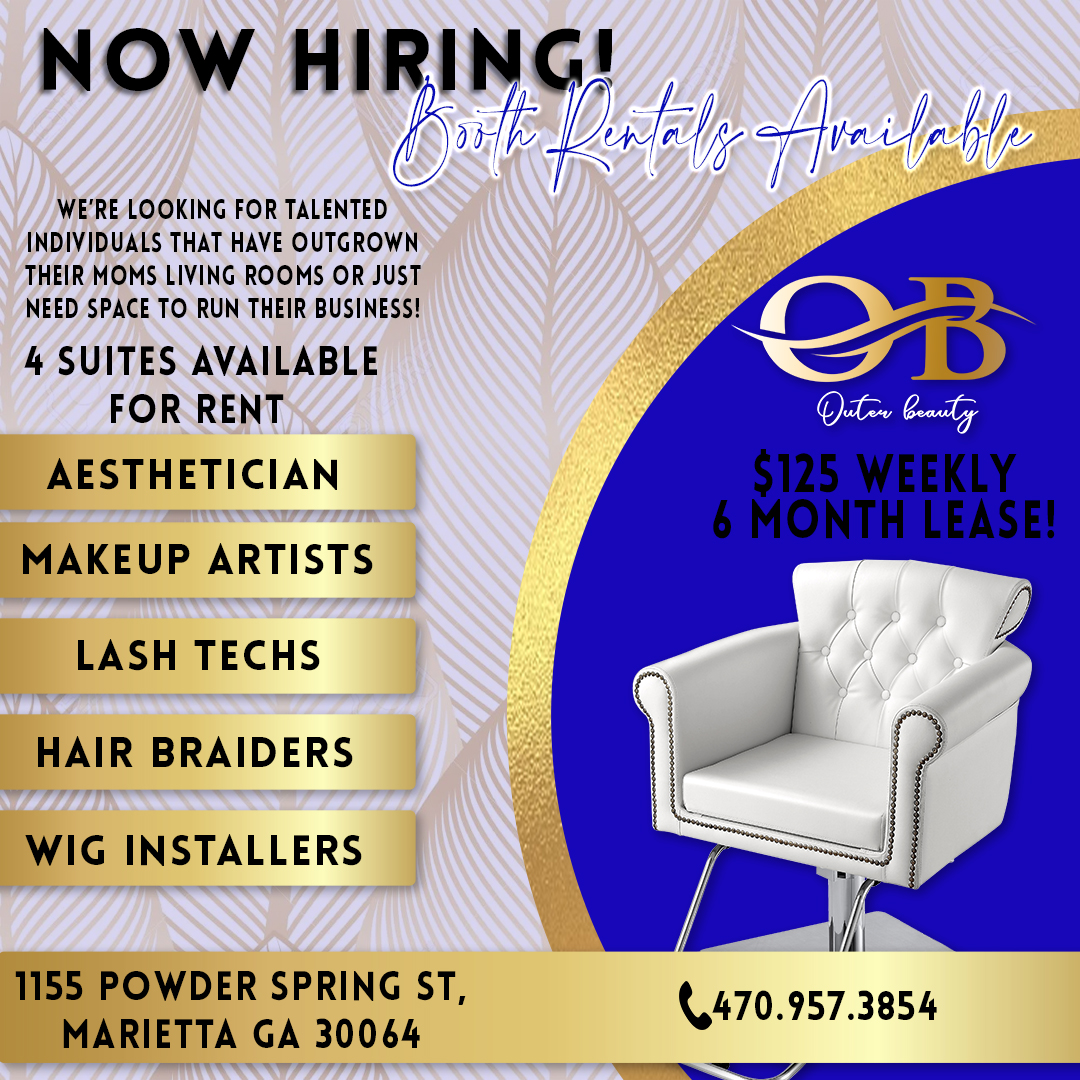 NOW HIRING!
Booth Rentals Available
WE'RE LOOKING FOR TALENTED
INDIVIDUALS THAT HAVE OUTGROWN
THEIR MOMS LIVING ROOMS OR JUST
NEED SPACE TO RUN THEIR BUSINESS!
4 SUITES AVAILABLE
FOR RENT
AESTHETICIAN
MAKEUP ARTISTS
LASH TECHS
HAIR BRAIDERS
WIG INSTALLERS
OB
Outer beauty
$125 WEEKLY
6 MONTH LEASE!
1155 POWDER SPRING ST,
MARIETTA GA 30064
470.957.3854